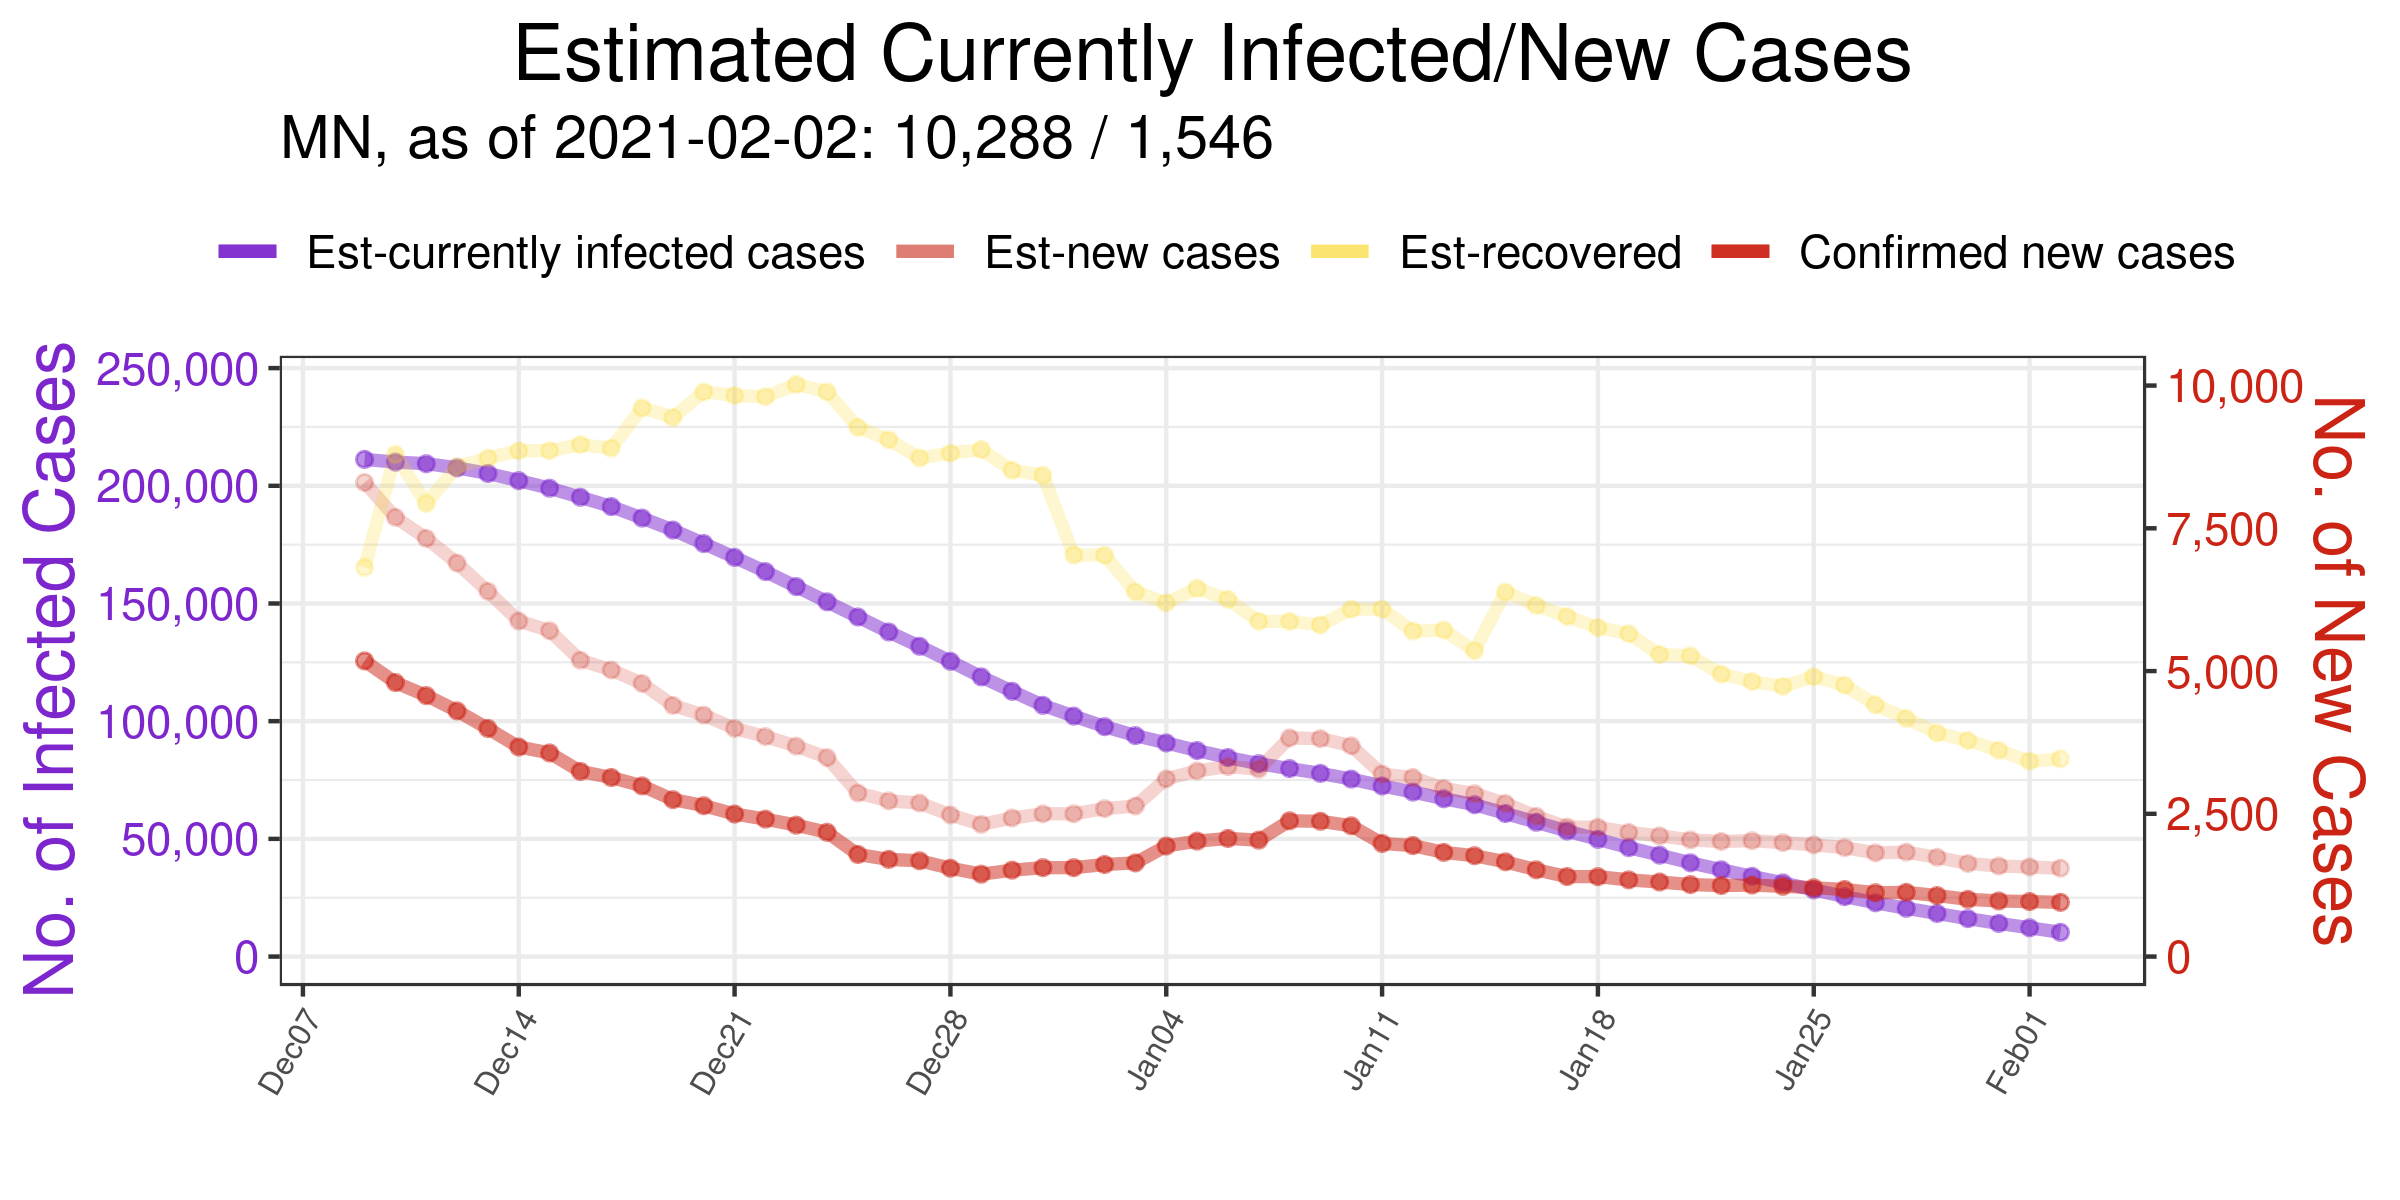 Estimated Currently Infected/New Cases
MN, as of 2021-02-02: 10,288 / 1,546
Est-currently infected cases
Est-new cases
Est-recovered
Confirmed new cases
No. of Infected Cases
250,000
200,000
150,000
100,000
50,000
0
10,000
7,500
5,000
2,500
0
No. of New Cases
Dec07
Dec14
Dec21
Dec28
Jan04
Jan11
Jan18
Jan25
Feb01